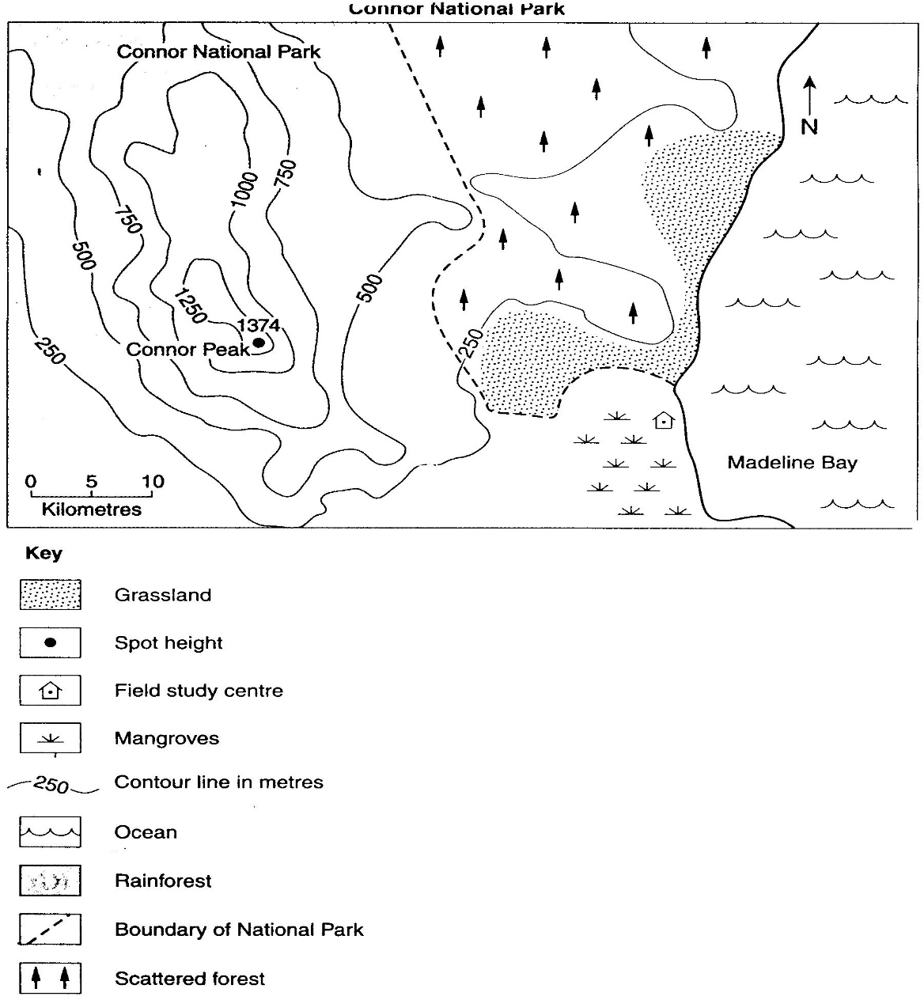 Connor National Park
Connor National Park
N
1000
750
750
500
500
1250
1374
Connor Peak
250
250
Madeline Bay
0 5 10
Kilometres
Key
Grassland
Spot height
Field study centre
Mangroves
250
Contour line in metres
Ocean
Rainforest
Boundary of National Park
Scattered forest